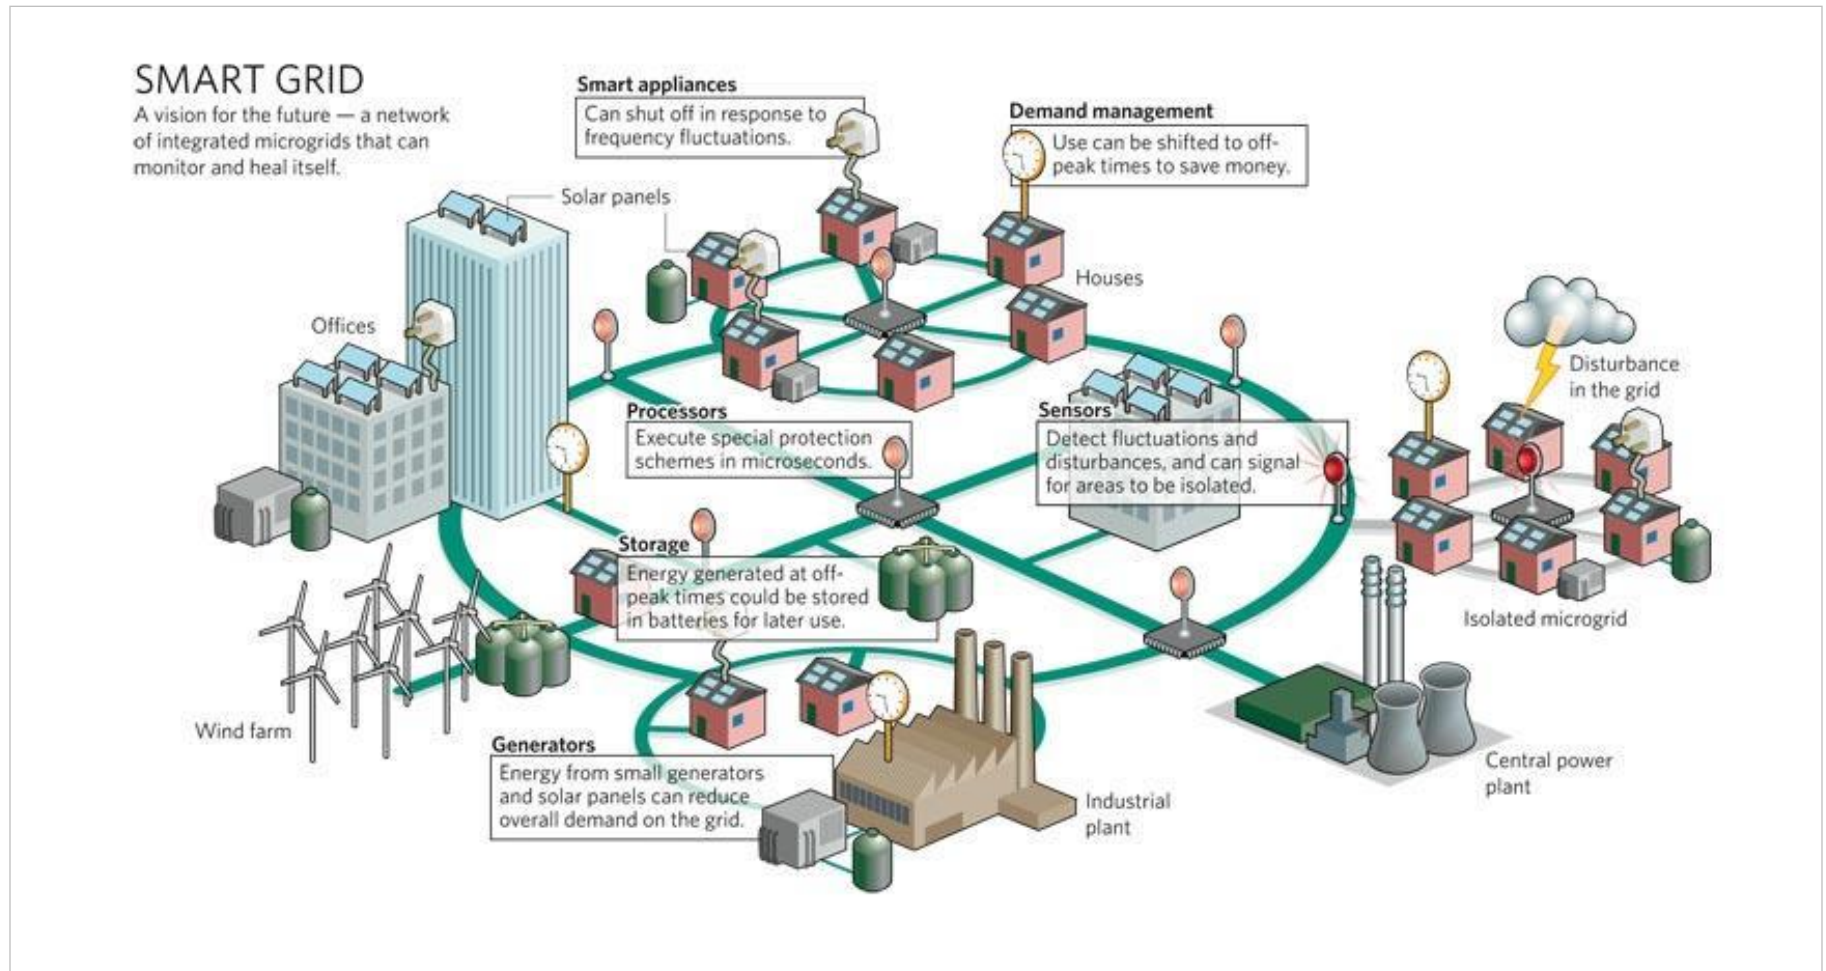 SMART GRID
A vision for the future — a network
of integrated microgrids that can
monitor and heal itself.
Smart appliances
Can shut off in response to
frequency fluctuations.
Demand management
Use can be shifted to off-
peak times to save money.
Solar panels
Houses
Offices
Disturbance
in the grid
Processors
Execute special protection
schemes in microseconds.
Sensors
Detect fluctuations and
disturbances, and can signal
for areas to be isolated.
Storage
Energy generated at off-
peak times could be stored
in batteries for later use.
Isolated microgrid
Wind farm
Generators
Energy from small generators
and solar panels can reduce
overall demand on the grid.
Industrial
plant
Central power
plant